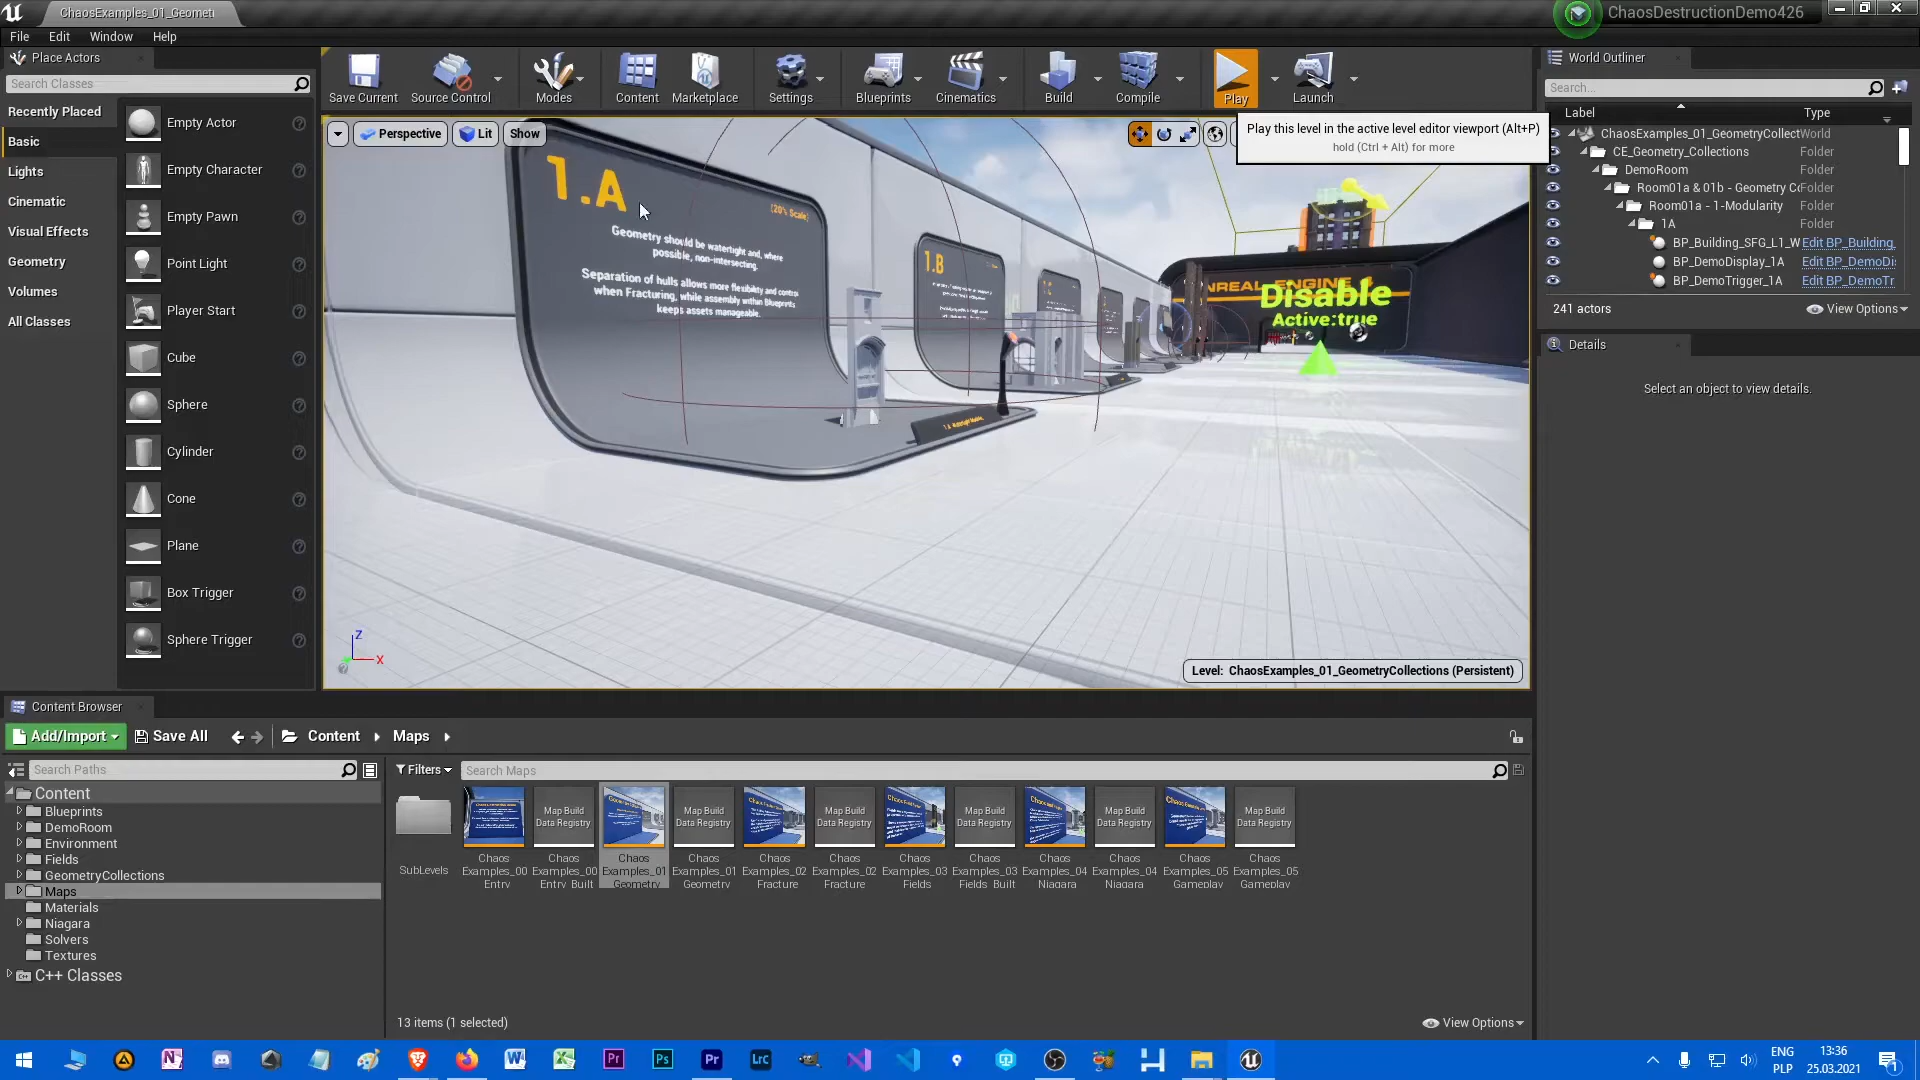 ChaosExamples_01_Geometi
ChaosDestructionDemo426
File Edit Window Help
Place Actors
Search Classes
Recently Placed
Basic
Lights
Cinematic
Visual Effects
Geometry
Volumes
All Classes
Empty Actor
Empty Character
Empty Pawn
Point Light
Player Start
Cube
Sphere
Cylinder
Cone
Plane
Box Trigger
Sphere Trigger
Save Current
Source Control
Modes
Content
Marketplace
Settings
Blueprints
Cinematics
Build
Compile
Play
Launch
Perspective
Lit
Show
Play this level in the active level editor viewport (Alt+P)
hold (Ctrl + Alt) for more
1.A
(20% Scale)
Geometry should be watertight and, where
possible, non-intersecting.
Separation of hulls allows more flexibility and control
when Fracturing, while assembly within Blueprints
keeps assets manageable.
1.B
Disable
Active:true
Z
X
Level: ChaosExamples_01_GeometryCollections (Persistent)
World Outliner
Search...
Label Type
ChaosExamples_01_GeometryCollect World
CE_Geometry_Collections Folder
DemoRoom Folder
Room01a & 01b - Geometry Co Folder
Room01a - 1-Modularity Folder
1A Folder
BP_Building_SFG_L1_W Edit BP_Building_
BP_DemoDisplay_1A Edit BP_DemoDi
BP_DemoTrigger_1A Edit BP_DemoTr
241 actors
View Options
Details
Select an object to view details.
Content Browser
Add/Import
Save All
Content
Maps
Search Paths
Filters
Search Maps
Content
Blueprints
DemoRoom
Environment
Fields
GeometryCollections
Maps
Materials
Niagara
Solvers
Textures
C++ Classes
SubLevels
Chaos
Examples_00
Entry
Map Build
Data Registry
Chaos
Examples_00
Entry_Built
Chaos
Examples_01
Geometry
Map Build
Data Registry
Chaos
Examples_01
Geometry
Chaos
Examples_02
Fracture
Map Build
Data Registry
Chaos
Examples_02
Fracture
Chaos
Examples_03
Fields
Map Build
Data Registry
Chaos
Examples_03
Fields_Built
Chaos
Examples_04
Niagara
Map Build
Data Registry
Chaos
Examples_04
Niagara
Chaos
Examples_05
Gameplay
Map Build
Data Registry
Chaos
Examples_05
Gameplay
13 items (1 selected)
View Options
ENG
PLP
13:36
25.03.2021
1